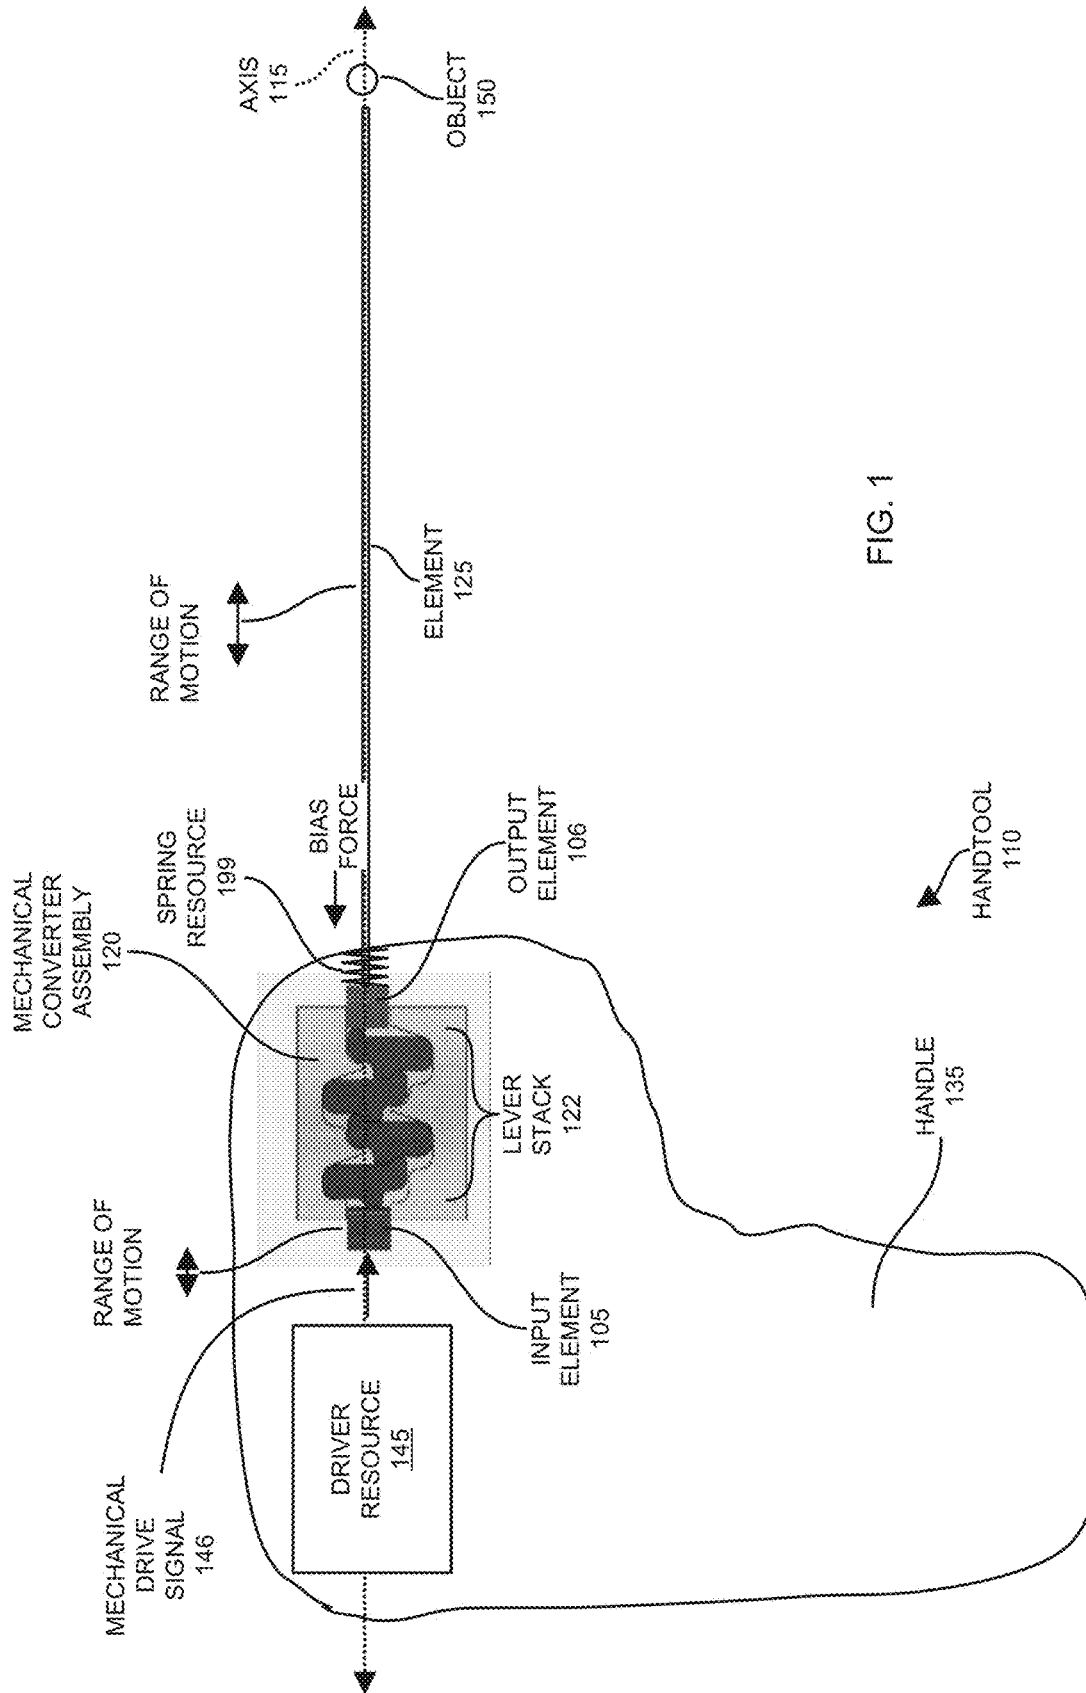 MECHANICAL
DRIVE
SIGNAL
146
RANGE OF
MOTION
MECHANICAL
CONVERTER
ASSEMBLY
120
SPRING
RESOURCE
199
BIAS
FORCE
RANGE OF
MOTION
AXIS
115
DRIVER
RESOURCE
145
INPUT
ELEMENT
105
LEVER
STACK
122
OUTPUT
ELEMENT
106
ELEMENT
125
OBJECT
150
HANDLE
135
HANDTOOL
110
FIG. 1